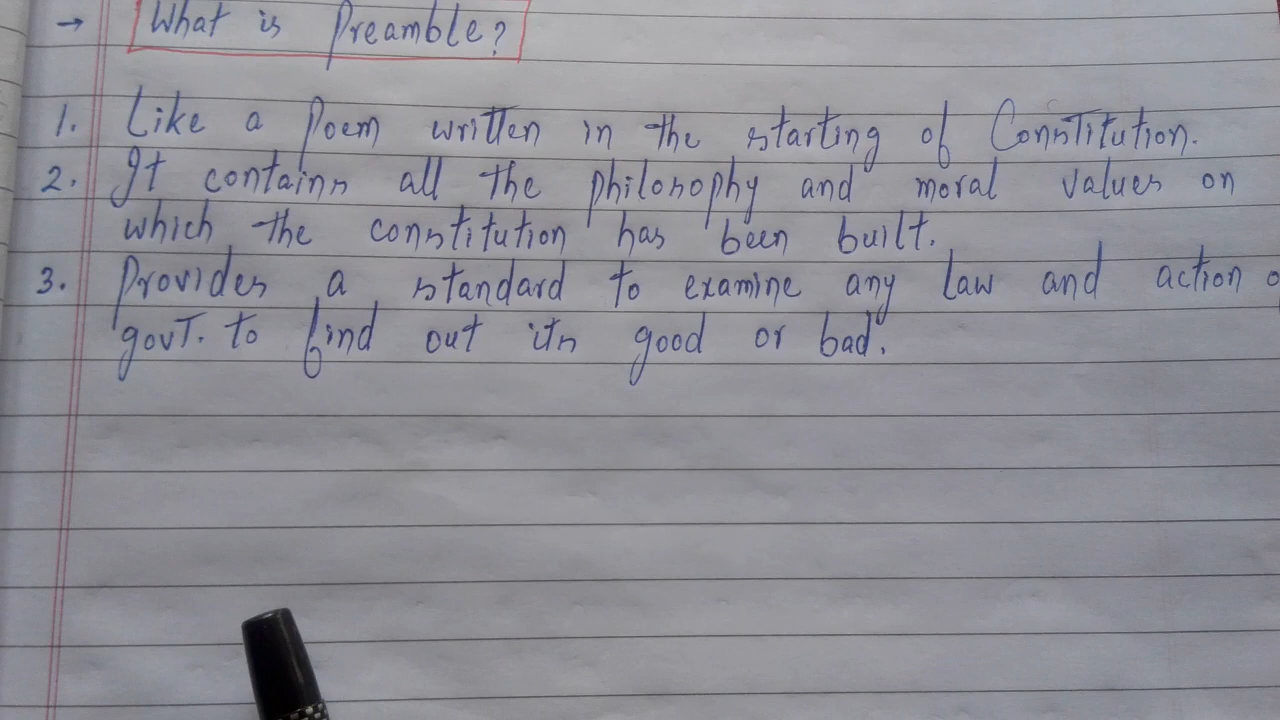 → What is Preamble?
1. Like a Poem written in the starting of Constitution.
2. It contains all the philosophy and moral values on
which the constitution has been built.
3. Provides a standard to examine any law and action
govt. to find out its good or bad.